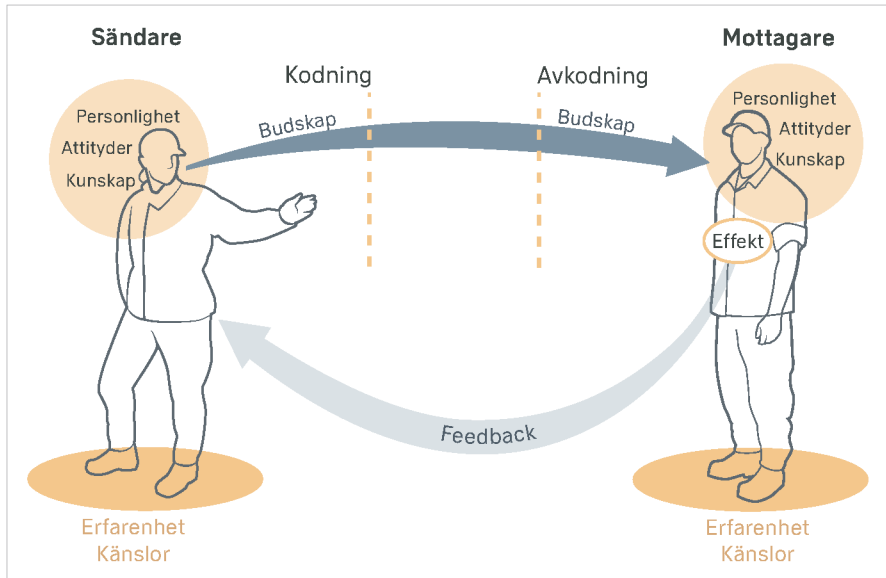 Sändare
Mottagare
Kodning
Avkodning
Personlighet
Attityder
Kunskap
Budskap
Budskap
Personlighet
Attityder
Kunskap
Effekt
Feedback
Erfarenhet
Känslor
Erfarenhet
Känslor